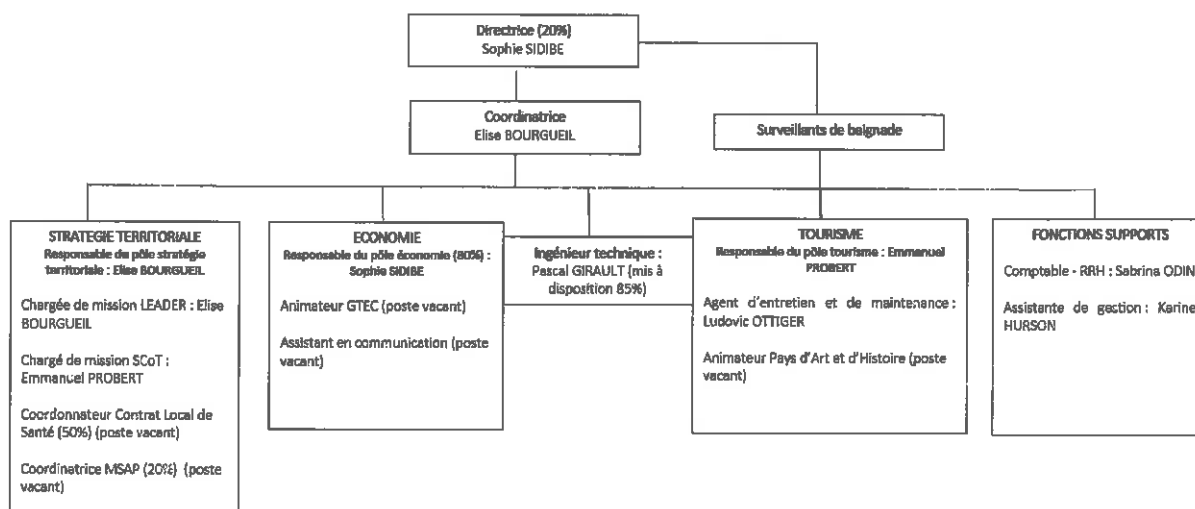 Directrice (20%)
Sophie SIDIBE
Coordinatrice
Elise BOURGUEIL
Surveillants de baignade
STRATEGIE TERRITORIALE
Responsable du pôle stratégie
territoriale : Elise BOURGUEIL
Chargée de mission LEADER : Elise
BOURGUEIL
Chargé de mission SCoT :
Emmanuel PROBERT
Coordonnateur Contrat Local de
Santé (50%) (poste vacant)
Coordinatrice MSAP (20%) (poste
vacant)
ECONOMIE
Responsable du pôle économie (80%) :
Sophie SIDIBE
Animateur GTEC (poste vacant)
Assistant en communication (poste
vacant)
Ingénieur technique :
Pascal GIRAULT (mis à
disposition 85%)
TOURISME
Responsable du pôle tourisme : Emmanuel
PROBERT
Agent d'entretien et de maintenance :
Ludovic OTTIGER
Animateur Pays d'Art et d'Histoire (poste
vacant)
FONCTIONS SUPPORTS
Comptable - RRH : Sabrina ODIN
Assistante de gestion : Karine
HURSON